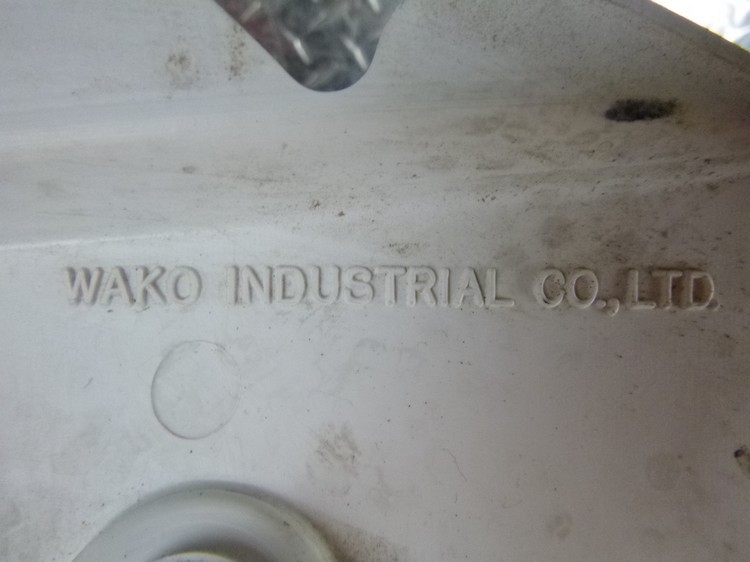 WAKO INDUSTRIAL CO., LTD.